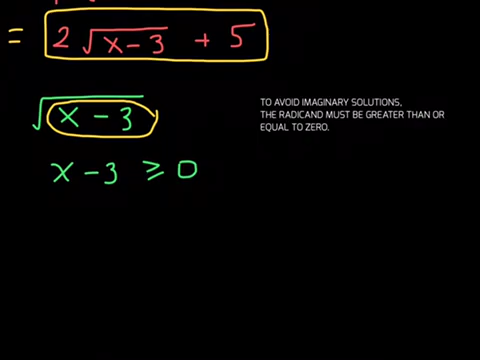 = 2√(x-3) + 5
√(x - 3)
TO AVOID IMAGINARY SOLUTIONS,
THE RADICAND MUST BE GREATER THAN OR
EQUAL TO ZERO.
x - 3 ≥ 0